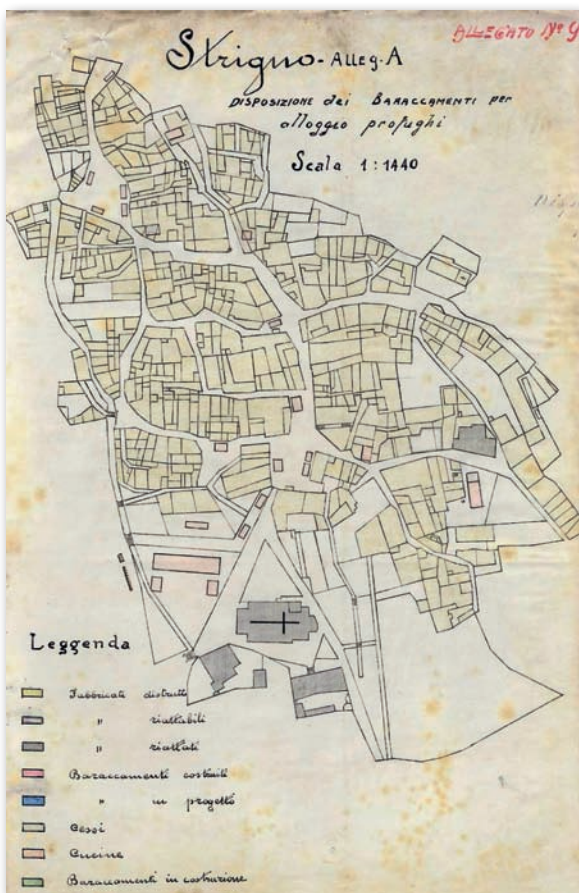 ALLEGATO Nº 9
Strigno - ALLEG. A
DISPOSIZIONE dei BARACCAMENTI per
alloggio profughi
Scala 1:1440
Leggenda
Fabbricati distrutti
" riattabili
" riattati
Baraccamenti costruiti
" in progetto
Cessi
Cucine
Baraccamenti in costruzione